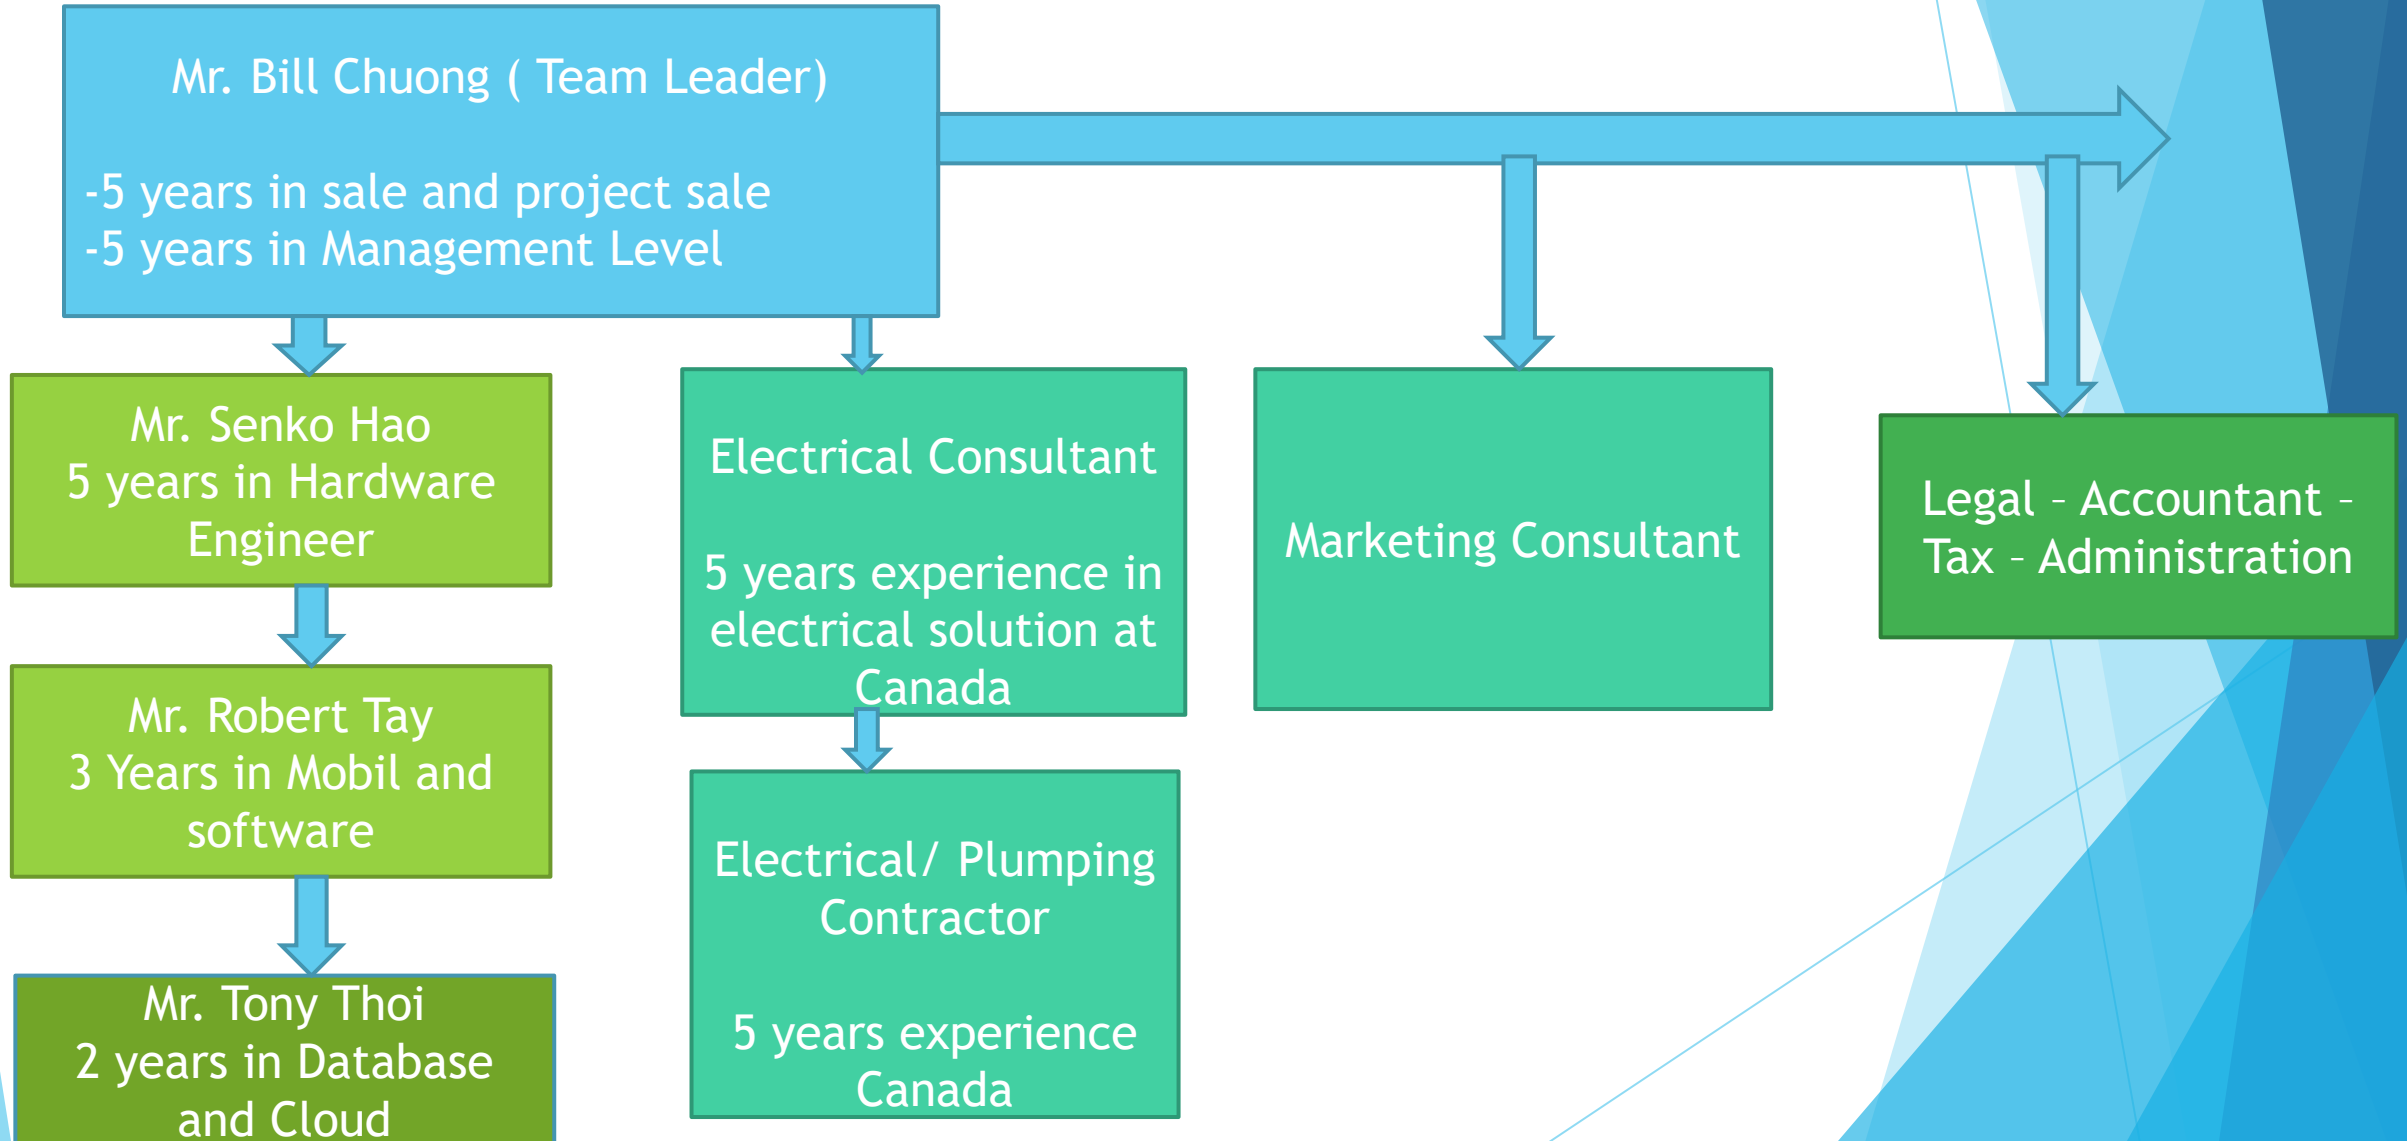 Mr. Bill Chuong ( Team Leader)
-5 years in sale and project sale
-5 years in Management Level
Mr. Senko Hao
5 years in Hardware
Engineer
Mr. Robert Tay
3 Years in Mobil and
software
Mr. Tony Thoi
2 years in Database
and Cloud
Electrical Consultant
5 years experience in
electrical solution at
Canada
Electrical/ Plumping
Contractor
5 years experience
Canada
Marketing Consultant
Legal – Accountant –
Tax – Administration